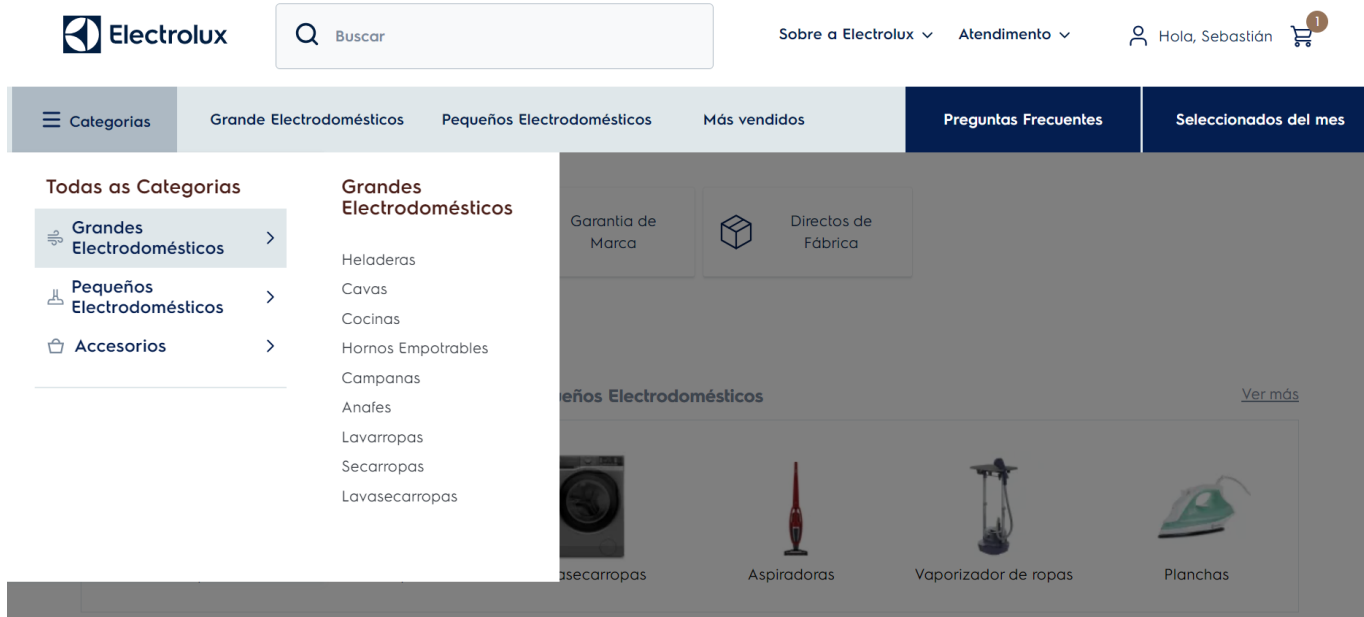 Electrolux
Buscar
Sobre a Electrolux
Atendimento
Hola, Sebastián
1
Categorias
Grande Electrodomésticos
Pequeños Electrodomésticos
Más vendidos
Preguntas Frecuentes
Seleccionados del mes
Todas as Categorias
Grandes
Electrodomésticos
Pequeños
Electrodomésticos
Accesorios
Grandes
Electrodomésticos
Heladeras
Cavas
Cocinas
Hornos Empotrables
Campanas
Anafes
Lavarropas
Secarropas
Lavasecarropas
Garantia de
Marca
Directos de
Fábrica
eños Electrodomésticos
Ver más
asecarropas
Aspiradoras
Vaporizador de ropas
Planchas